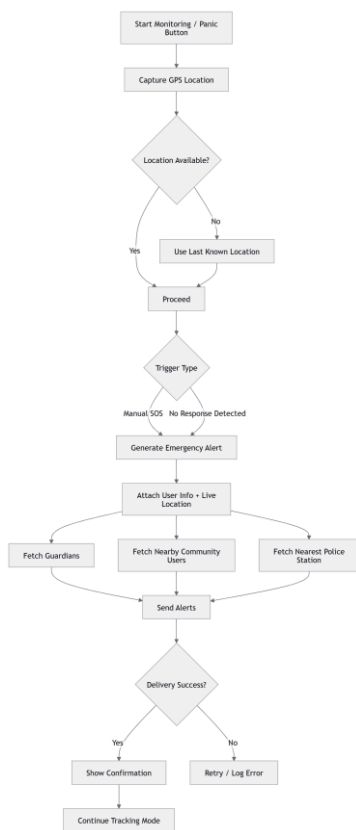 Start Monitoring / Panic
Button
Capture GPS Location
Location Available?
No
Yes
Use Last Known Location
Proceed
Trigger Type
Manual SOS
No Response Detected
Generate Emergency Alert
Attach User Info + Live
Location
Fetch Guardians
Fetch Nearby Community
Users
Fetch Nearest Police
Station
Send Alerts
Delivery Success?
Yes
No
Show Confirmation
Retry / Log Error
Continue Tracking Mode